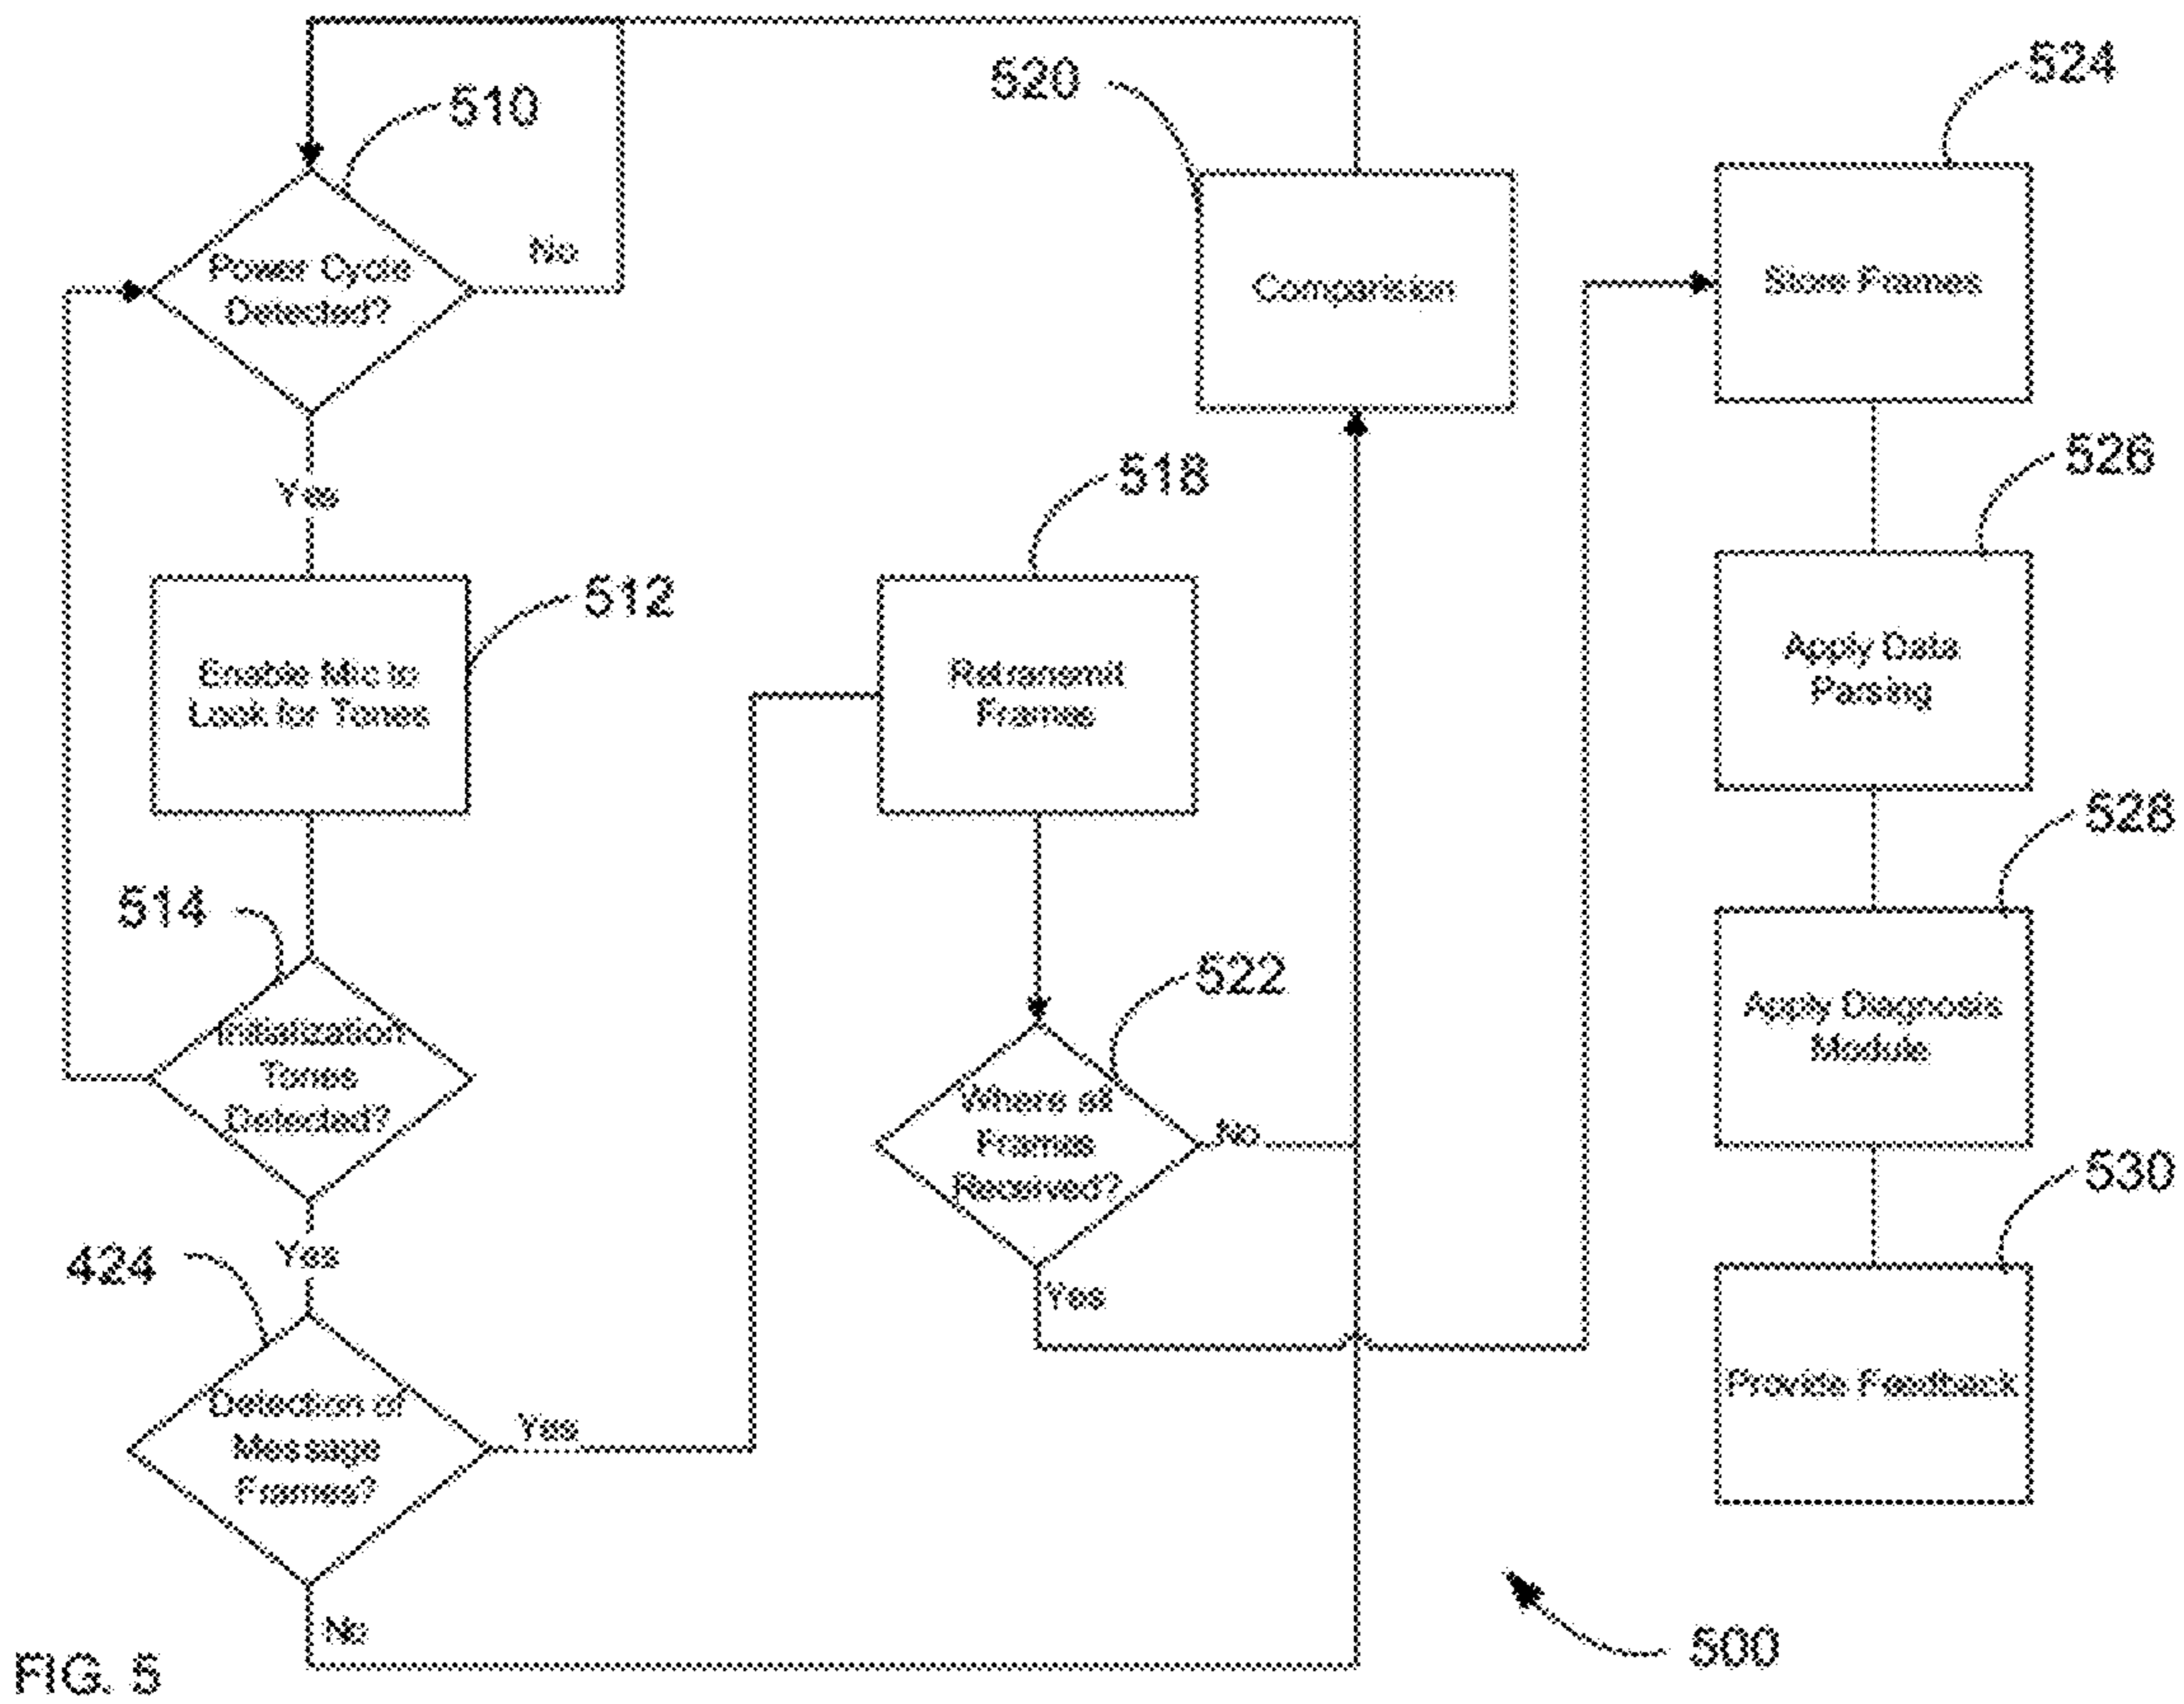 510
Power Cycle
Detected?
No
Yes
Enable Mic to
Look for Tones
512
514
Initialization
Tones
Detected?
Yes
424
Detection of
Message
Frames?
Yes
No
518
Retransmit
Frames
522
Where all
Frames
Received?
No
Yes
520
Comparision
524
Store Frames
526
Apply Data
Parsing
528
Apply Diagnosis
Module
530
Provide Feedback
500
FIG. 5